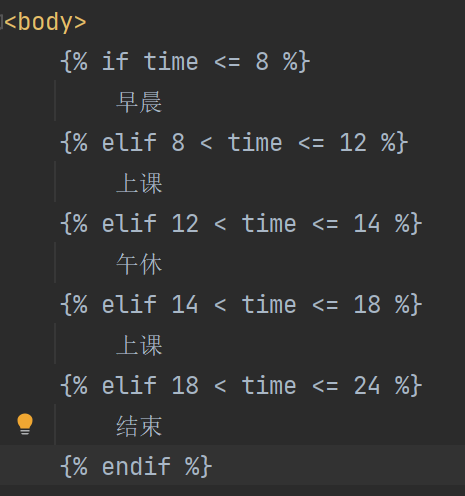 <body>
{% if time <= 8 %}
早晨
{% elif 8 < time <= 12 %}
上课
{% elif 12 < time <= 14 %}
午休
{% elif 14 < time <= 18 %}
上课
{% elif 18 < time <= 24 %}
结束
{% endif %}